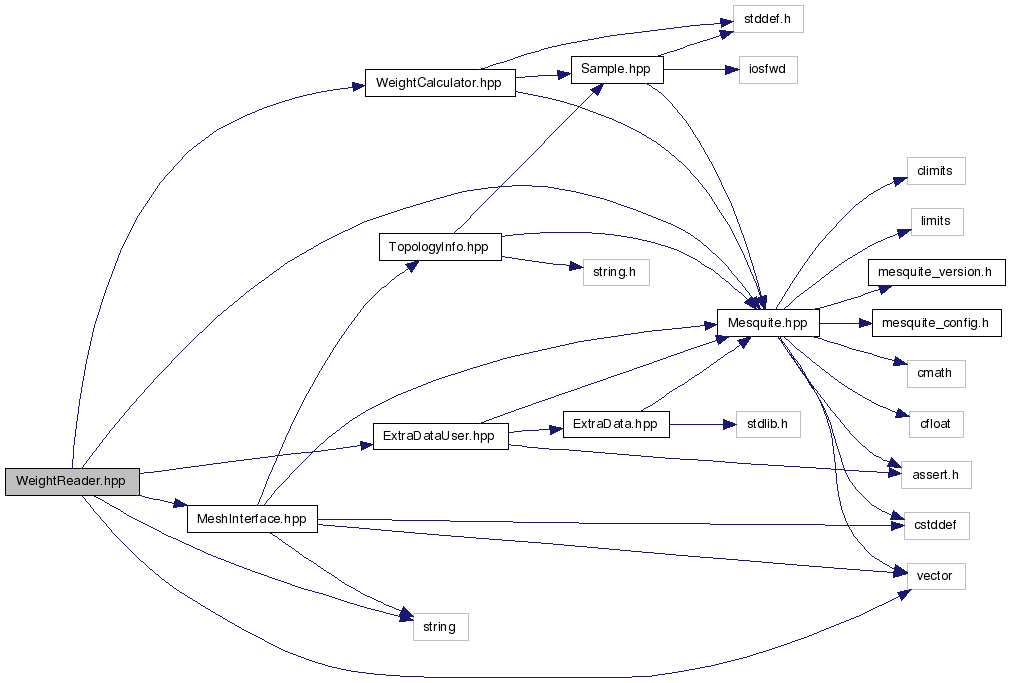 stddef.h
Sample.hpp
iosfwd
WeightCalculator.hpp
climits
limits
TopologyInfo.hpp
string.h
mesquite_version.h
Mesquite.hpp
mesquite_config.h
cmath
ExtraData.hpp
stdlib.h
cfloat
ExtraDataUser.hpp
assert.h
WeightReader.hpp
MeshInterface.hpp
cstddef
vector
string